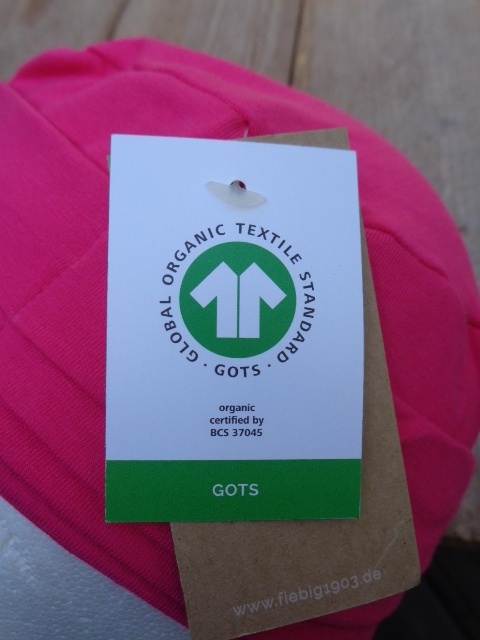 GLOBAL ORGANIC TEXTILE STANDARD
· GOTS ·
organic
certified by
BCS 37045
GOTS
www.fiebig1903.de